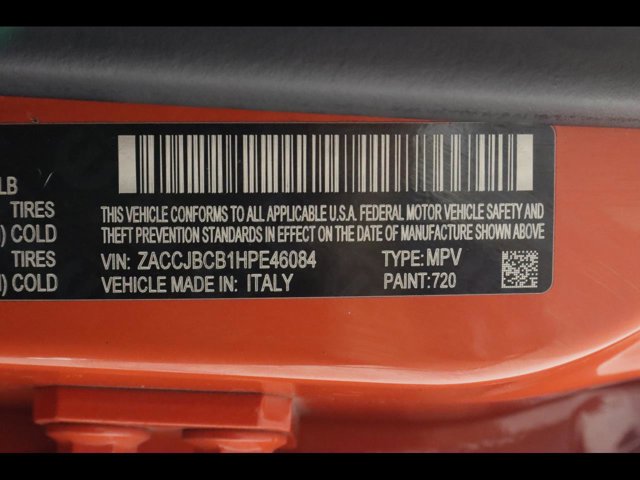 LB
TIRES
) COLD
TIRES
) COLD
THIS VEHICLE CONFORMS TO ALL APPLICABLE U.S.A. FEDERAL MOTOR VEHICLE SAFETY AND
THEFT PREVENTION STANDARDS IN EFFECT ON THE DATE OF MANUFACTURE SHOWN ABOVE
VIN: ZACCJBCB1HPE46084 TYPE: MPV
VEHICLE MADE IN: ITALY PAINT: 720